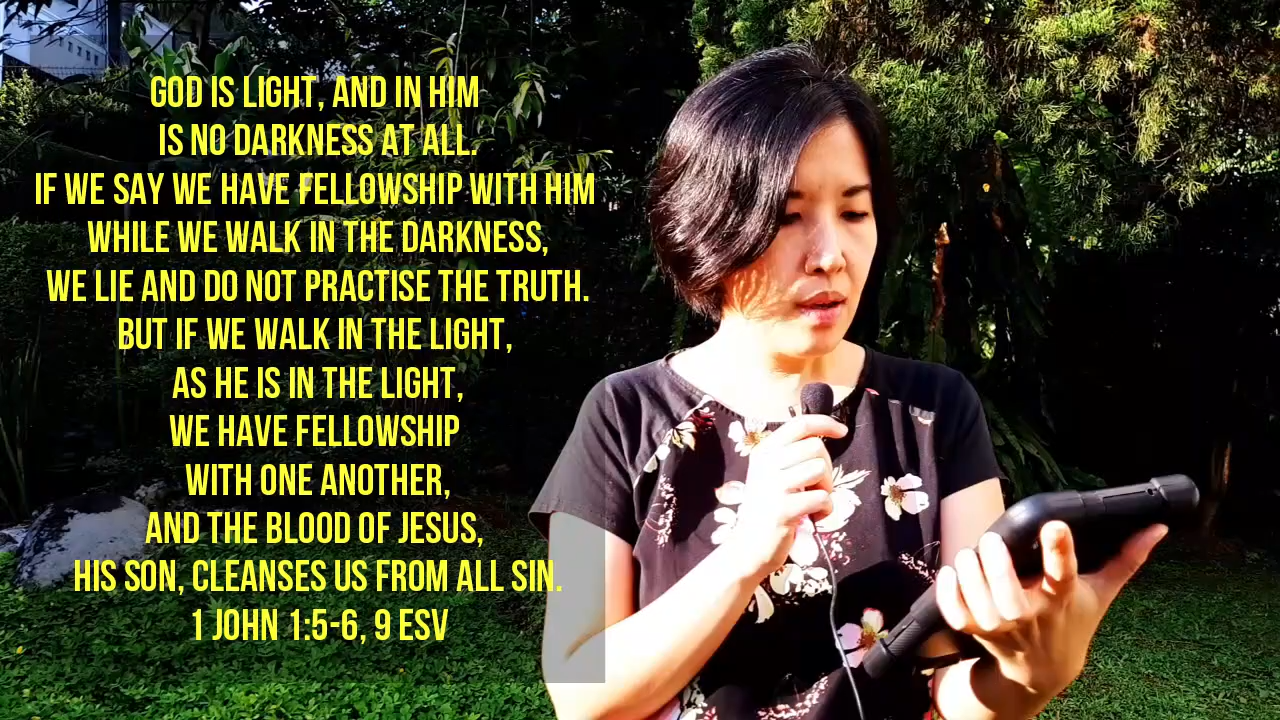 GOD IS LIGHT, AND IN HIM
IS NO DARKNESS AT ALL.
IF WE SAY WE HAVE FELLOWSHIP WITH HIM
WHILE WE WALK IN THE DARKNESS,
WE LIE AND DO NOT PRACTISE THE TRUTH.
BUT IF WE WALK IN THE LIGHT,
AS HE IS IN THE LIGHT,
WE HAVE FELLOWSHIP
WITH ONE ANOTHER,
AND THE BLOOD OF JESUS,
HIS SON, CLEANSES US FROM ALL SIN.
1 JOHN 1:5-6, 9 ESV